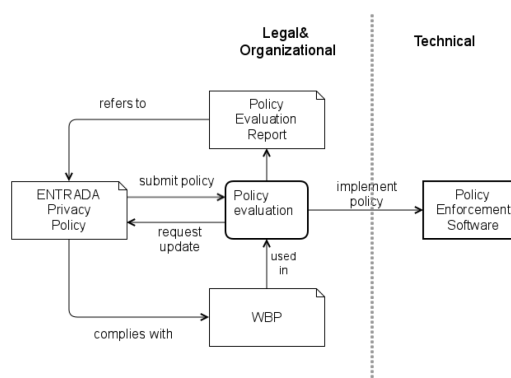 Legal&
Organizational
Technical
refers to
Policy
Evaluation
Report
submit policy
ENTRADA
Privacy
Policy
Policy
evaluation
implement
policy
Policy
Enforcement
Software
request
update
used
in
WBP
complies with